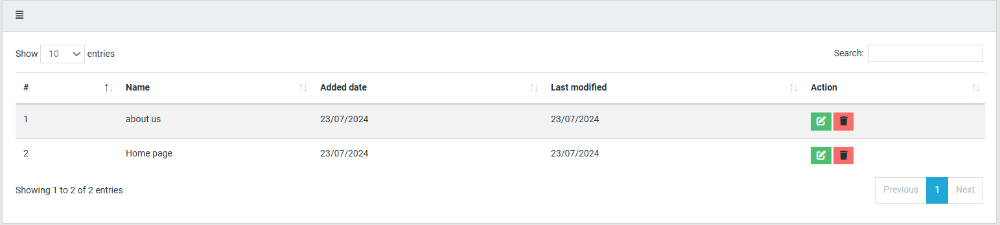 Show 10 entries Search:
# Name Added date Last modified Action
1 about us 23/07/2024 23/07/2024
2 Home page 23/07/2024 23/07/2024
Showing 1 to 2 of 2 entries Previous 1 Next